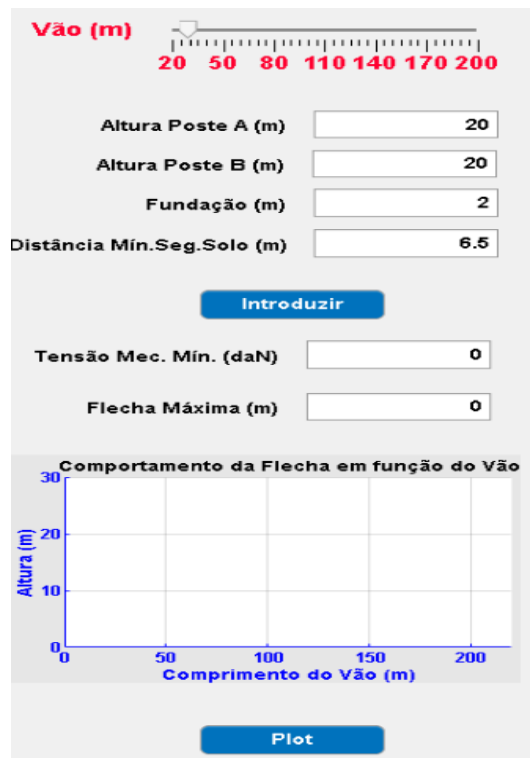 Vão (m)
20 50 80 110 140 170 200
Altura Poste A (m) 20
Altura Poste B (m) 20
Fundação (m) 2
Distância Mín.Seg.Solo (m) 6.5
Introduzir
Tensão Mec. Mín. (daN) 0
Flecha Máxima (m) 0
Comportamento da Flecha em função do Vão
30
20
10
0
Altura (m)
0 50 100 150 200
Comprimento do Vão (m)
Plot